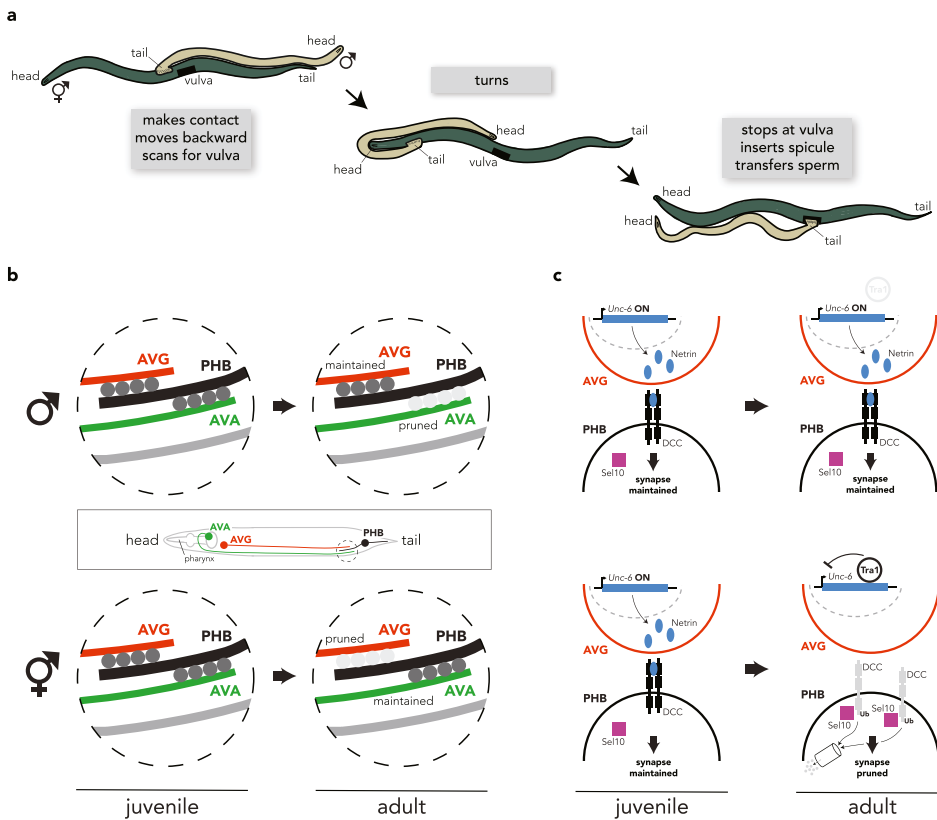 a
head
tail
head
vulva
tail
makes contact
moves backward
scans for vulva
turns
head
tail
vulva
tail
head
stops at vulva
inserts spicule
transfers sperm
head
head
tail
tail
b
AVG
PHB
AVA
maintained
AVG
PHB
AVA
pruned
head
AVA
AVG
pharynx
PHB
tail
AVG
PHB
AVA
pruned
AVG
PHB
AVA
maintained
juvenile
adult
c
Unc-6 ON
Netrin
AVG
PHB
DCC
Sel10
synapse
maintained
Tra1
Unc-6 ON
Netrin
AVG
PHB
DCC
Sel10
synapse
maintained
Unc-6 ON
Netrin
AVG
PHB
DCC
Sel10
synapse
maintained
Tra1
Unc-6
AVG
DCC
DCC
PHB
Sel10
Ub
Sel10
Ub
synapse
pruned
juvenile
adult